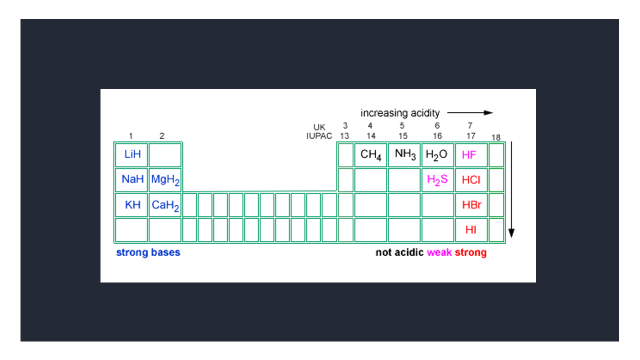 increasing acidity
UK 3 4 5 6 7
1 2 IUPAC 13 14 15 16 17 18
LiH CH₄ NH₃ H₂O HF
NaH MgH₂ H₂S HCl
KH CaH₂ HBr
HI
strong bases not acidic weak strong